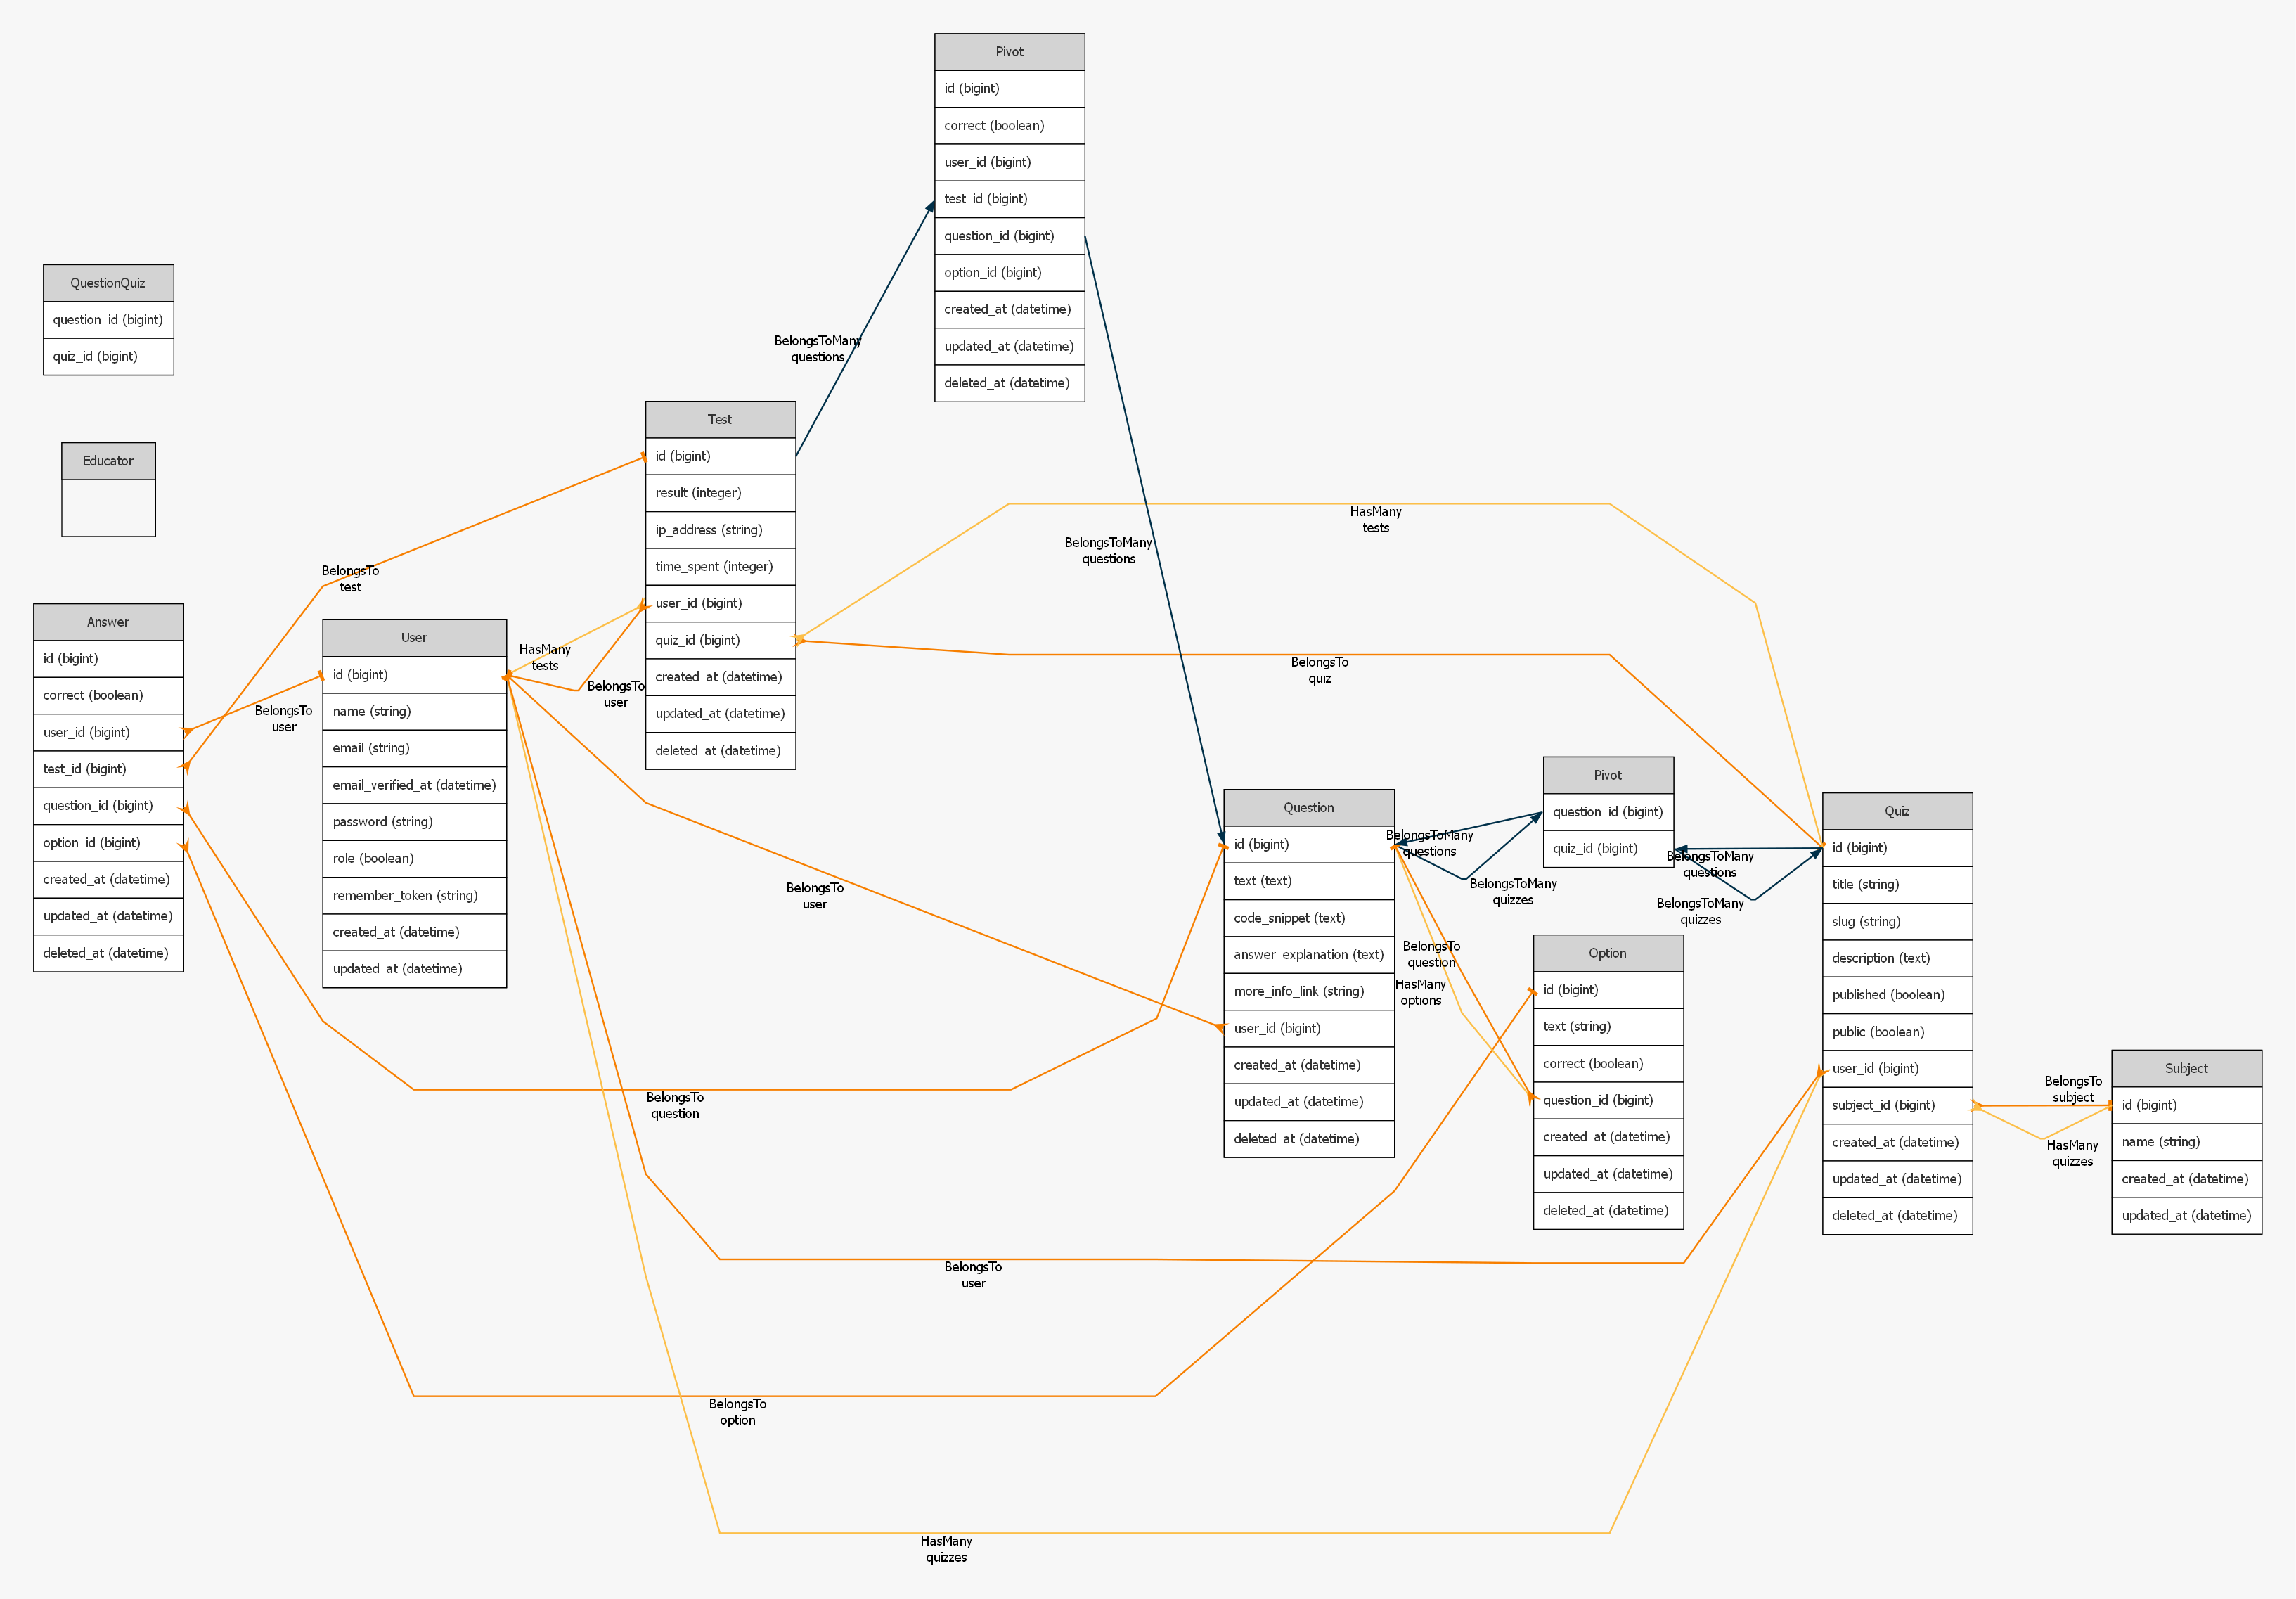 Pivot
id (bigint)
correct (boolean)
user_id (bigint)
test_id (bigint)
question_id (bigint)
option_id (bigint)
created_at (datetime)
updated_at (datetime)
deleted_at (datetime)
QuestionQuiz
question_id (bigint)
quiz_id (bigint)
Educator
Answer
id (bigint)
correct (boolean)
user_id (bigint)
test_id (bigint)
question_id (bigint)
option_id (bigint)
created_at (datetime)
updated_at (datetime)
deleted_at (datetime)
User
id (bigint)
name (string)
email (string)
email_verified_at (datetime)
password (string)
role (boolean)
remember_token (string)
created_at (datetime)
updated_at (datetime)
Test
id (bigint)
result (integer)
ip_address (string)
time_spent (integer)
user_id (bigint)
quiz_id (bigint)
created_at (datetime)
updated_at (datetime)
deleted_at (datetime)
Question
id (bigint)
text (text)
code_snippet (text)
answer_explanation (text)
more_info_link (string)
user_id (bigint)
created_at (datetime)
updated_at (datetime)
deleted_at (datetime)
Pivot
question_id (bigint)
quiz_id (bigint)
Option
id (bigint)
text (string)
correct (boolean)
question_id (bigint)
created_at (datetime)
updated_at (datetime)
deleted_at (datetime)
Quiz
id (bigint)
title (string)
slug (string)
description (text)
published (boolean)
public (boolean)
user_id (bigint)
subject_id (bigint)
created_at (datetime)
updated_at (datetime)
deleted_at (datetime)
Subject
id (bigint)
name (string)
created_at (datetime)
updated_at (datetime)
BelongsToMany
questions
BelongsToMany
questions
HasMany
tests
BelongsTo
test
BelongsTo
user
HasMany
tests
BelongsTo
user
BelongsTo
quiz
BelongsTo
user
BelongsToMany
questions
BelongsToMany
quizzes
BelongsToMany
questions
BelongsToMany
quizzes
BelongsTo
question
HasMany
options
BelongsTo
subject
HasMany
quizzes
BelongsTo
question
BelongsTo
user
BelongsTo
option
HasMany
quizzes